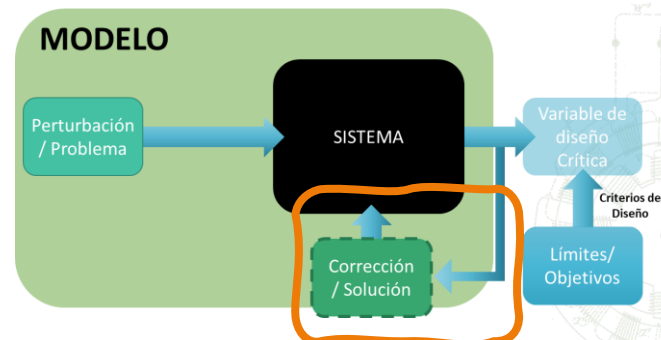 MODELO
Perturbación
/ Problema
SISTEMA
Variable de
diseño
Crítica
Criterios de
Diseño
Corrección
/ Solución
Límites/
Objetivos